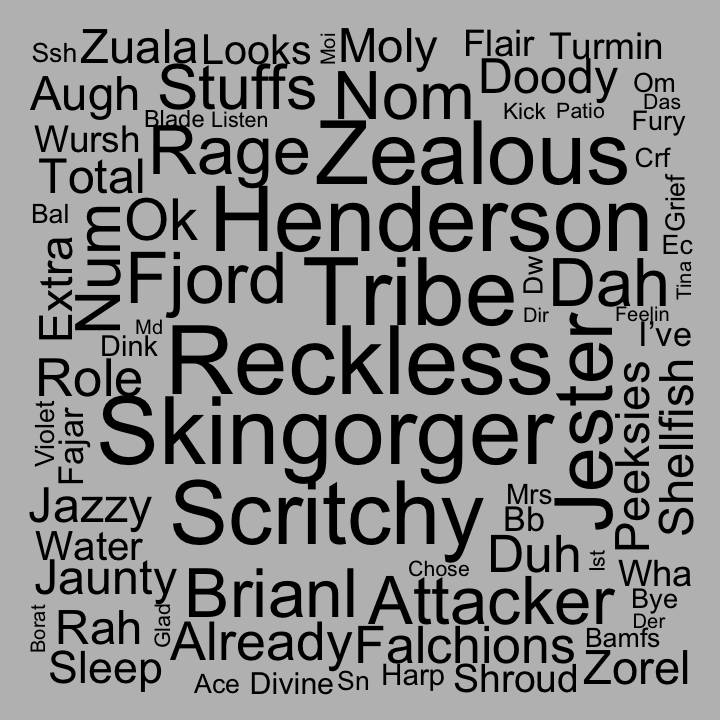 Ssh Zuala Looks Moi Moly Flair Turmin
Augh Stuffs Nom Doody Om
Das
Blade Listen Kick Patio Fury
Wursh Rage Zealous Crf
Total
Bal Num Ok Henderson Grief
Ec
Extra Fjord Tribe Dw Dah Tina
Md Dir Feelin
Dink I've
Role Reckless Jester Peeksies Shellfish
Violet Fajar Skingorger
Jazzy Scritchy Mrs
Bb
Water Duh Ist
Jaunty Brianl Chose Attacker Wha
Bye
Borat Rah Glad Already Falchions Der
Bamfs
Sleep Ace Divine Sn Harp Shroud Zorel